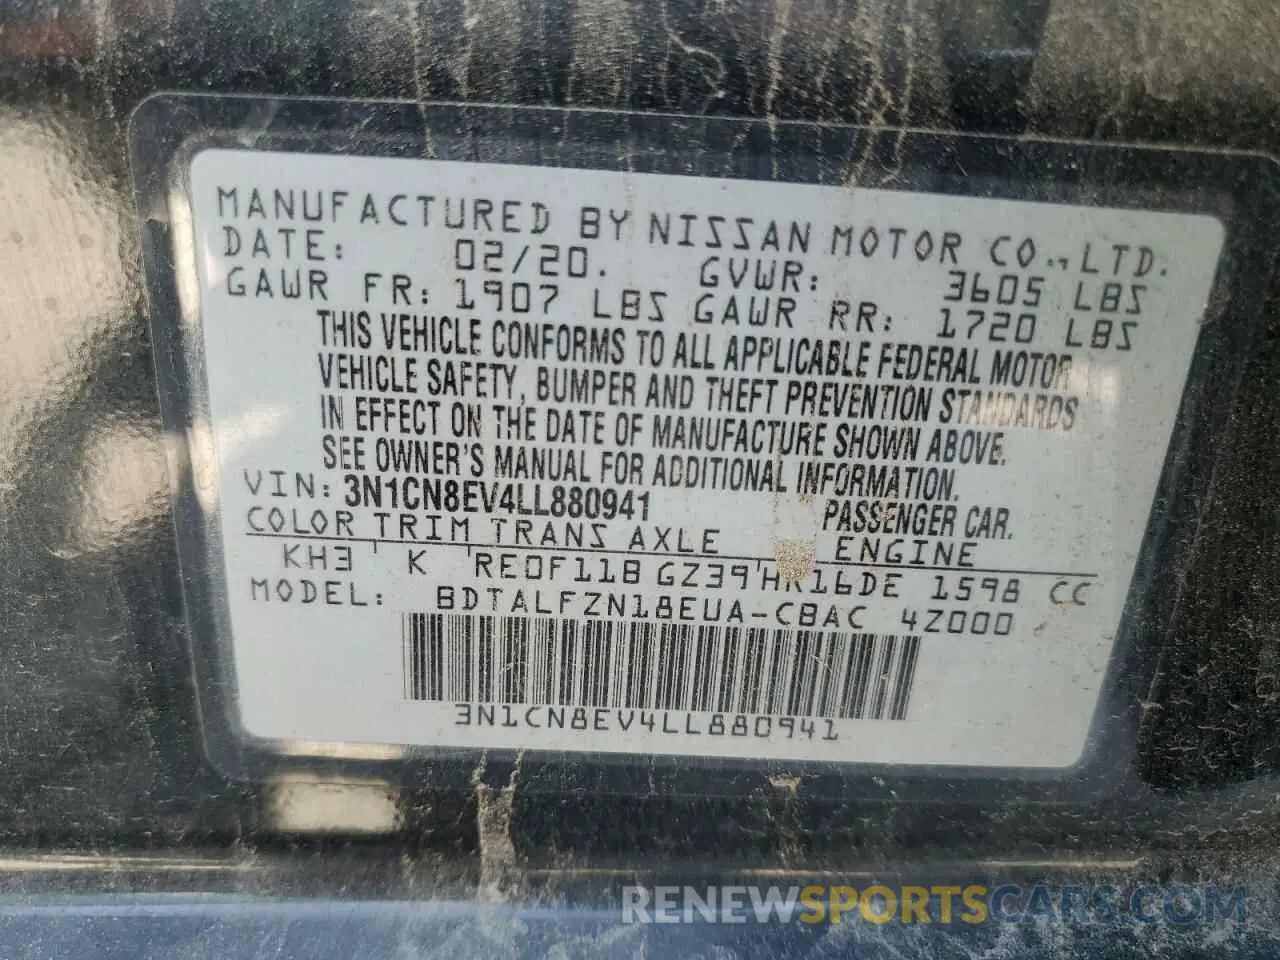 MANUFACTURED BY NISSAN MOTOR CO., LTD.
DATE: 02/20. GVWR: 3605 LBS
GAWR FR: 1907 LBS GAWR RR: 1720 LBS
THIS VEHICLE CONFORMS TO ALL APPLICABLE FEDERAL MOTOR
VEHICLE SAFETY, BUMPER AND THEFT PREVENTION STANDARDS
IN EFFECT ON THE DATE OF MANUFACTURE SHOWN ABOVE.
SEE OWNER'S MANUAL FOR ADDITIONAL INFORMATION.
VIN: 3N1CN8EV4LL880941 PASSENGER CAR.
COLOR TRIM TRANS AXLE ENGINE
KH3 K RE0F11B GZ39 HR16DE 1598 CC
MODEL: BDTALFZN18EUA-CBAC 4Z000
3N1CN8EV4LL880941
RENEWSPORTSCARS.COM